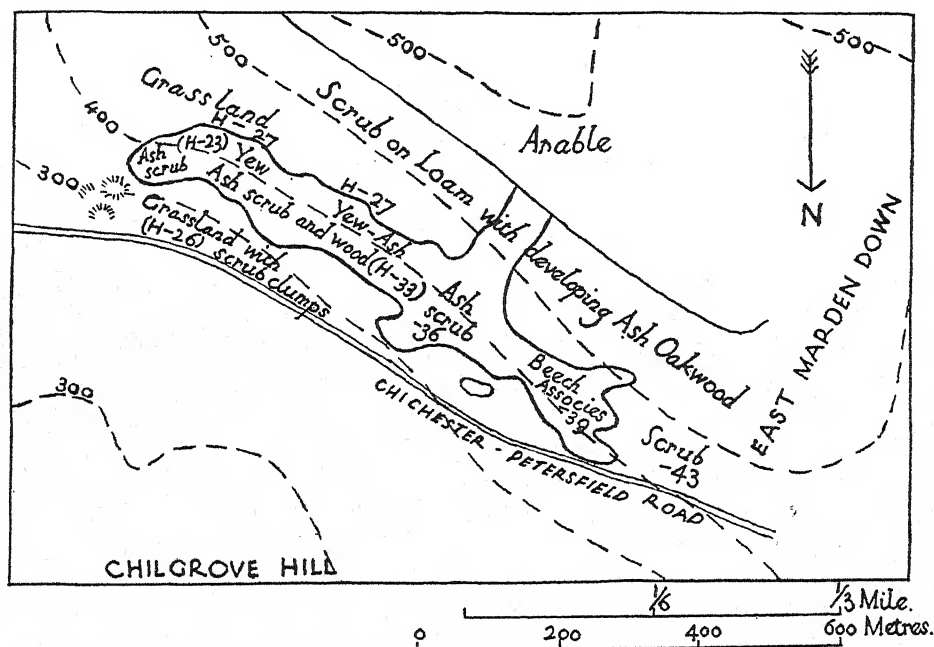 500
500
500
Grass land
H-27
Scrub on Loam with developing Ash Oakwood
Arable
400
(H-23) Yew
Ash
scrub
H-27
Yew-Ash
Ash scrub and wood (H-33)
300
N
Grassland with
(H-26) scrub clumps
Ash
scrub
-36
Beech
Associes
-39
EAST MARDEN DOWN
300
CHICHESTER - PETERSFIELD ROAD
Scrub
-43
CHILGROVE HILL
1/6
1/3 Mile.
0 200 400 600 Metres.